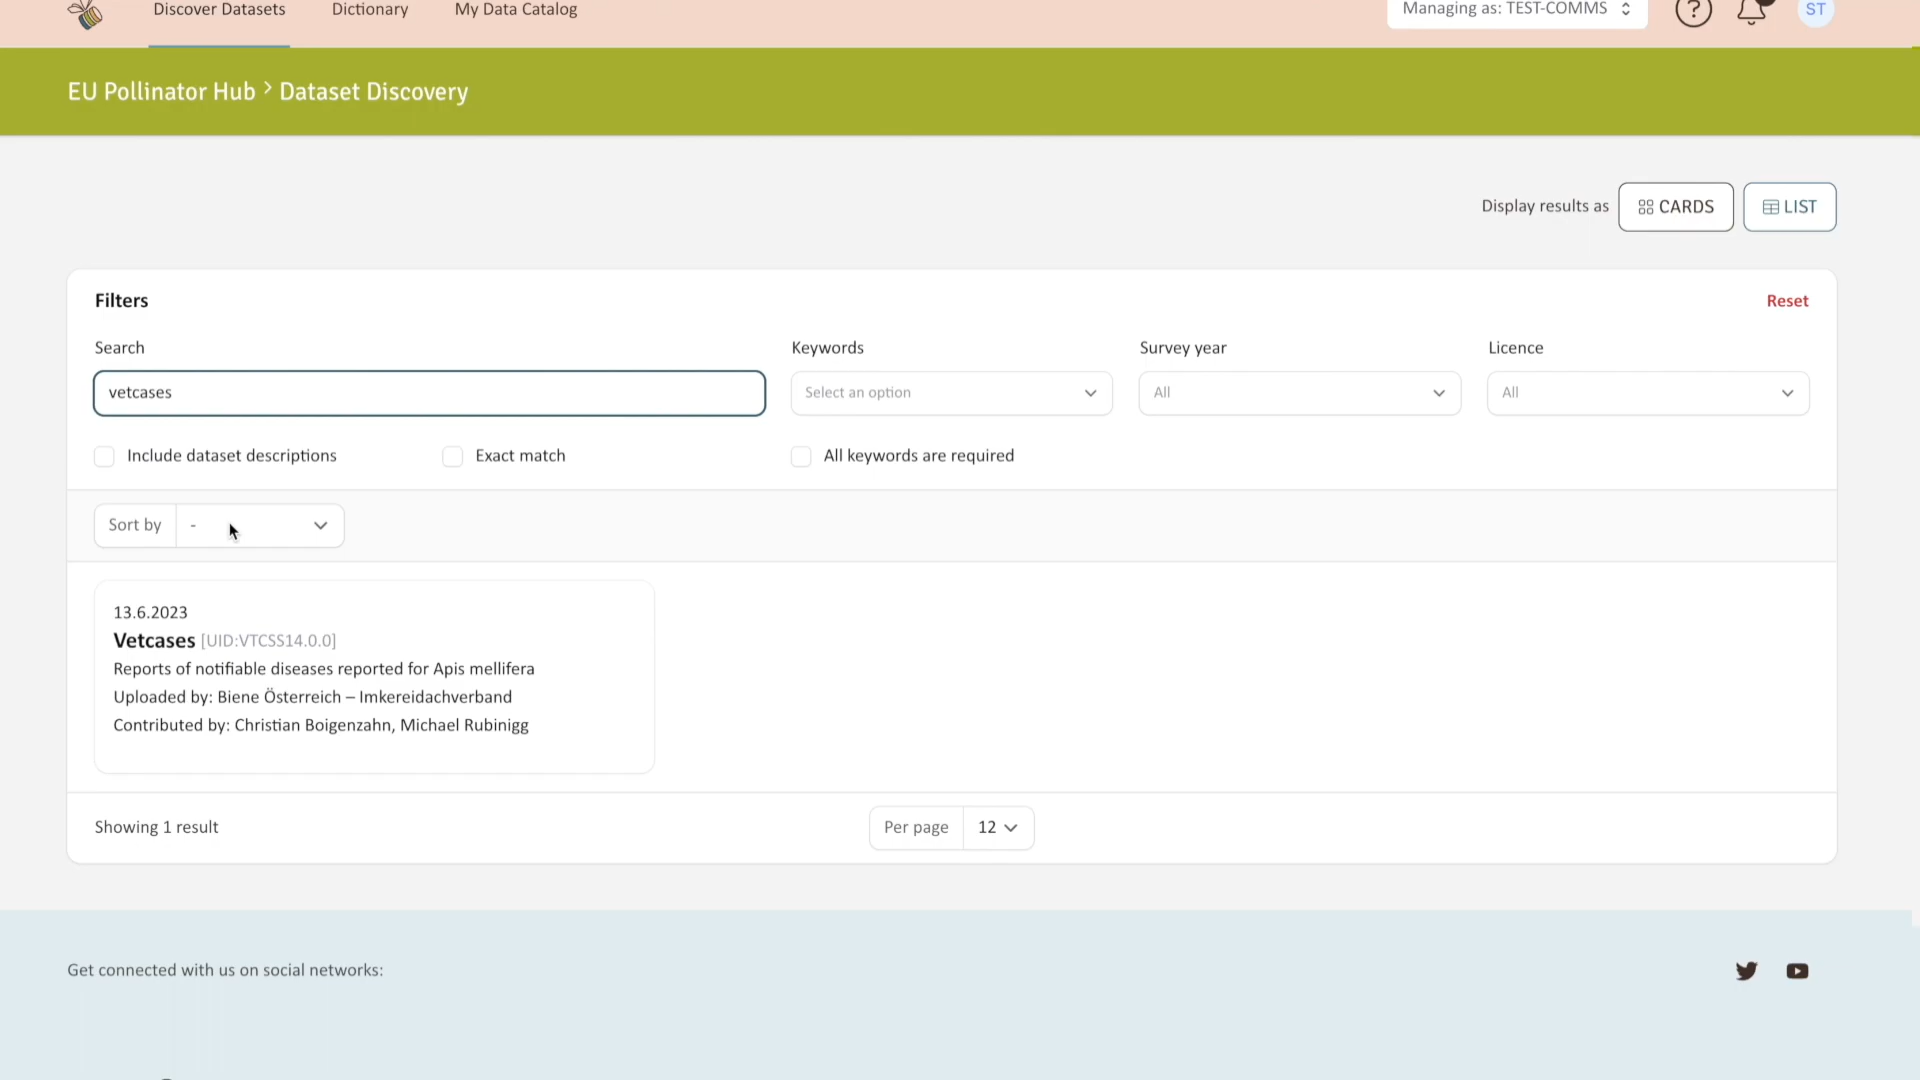 Discover Datasets
Dictionary
My Data Catalog
Managing as: TEST-COMMS
?
ST
EU Pollinator Hub > Dataset Discovery
Display results as
CARDS
LIST
Filters
Reset
Search
Keywords
Survey year
Licence
vetcases
Select an option
All
All
Include dataset descriptions
Exact match
All keywords are required
Sort by
-
13.6.2023
Vetcases [UID:VTCSS14.0.0]
Reports of notifiable diseases reported for Apis mellifera
Uploaded by: Biene Österreich – Imkereidachverband
Contributed by: Christian Boigenzahn, Michael Rubinigg
Showing 1 result
Per page
12
Get connected with us on social networks: